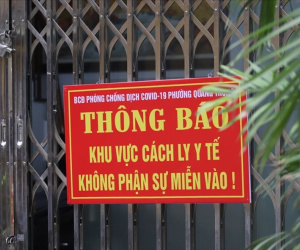 BCĐ PHÒNG CHỐNG DỊCH COVID-19 PHƯỜNG QUANG
THÔNG BÁO
KHU VỰC CÁCH LY Y TẾ
KHÔNG PHẬN SỰ MIỄN VÀO !